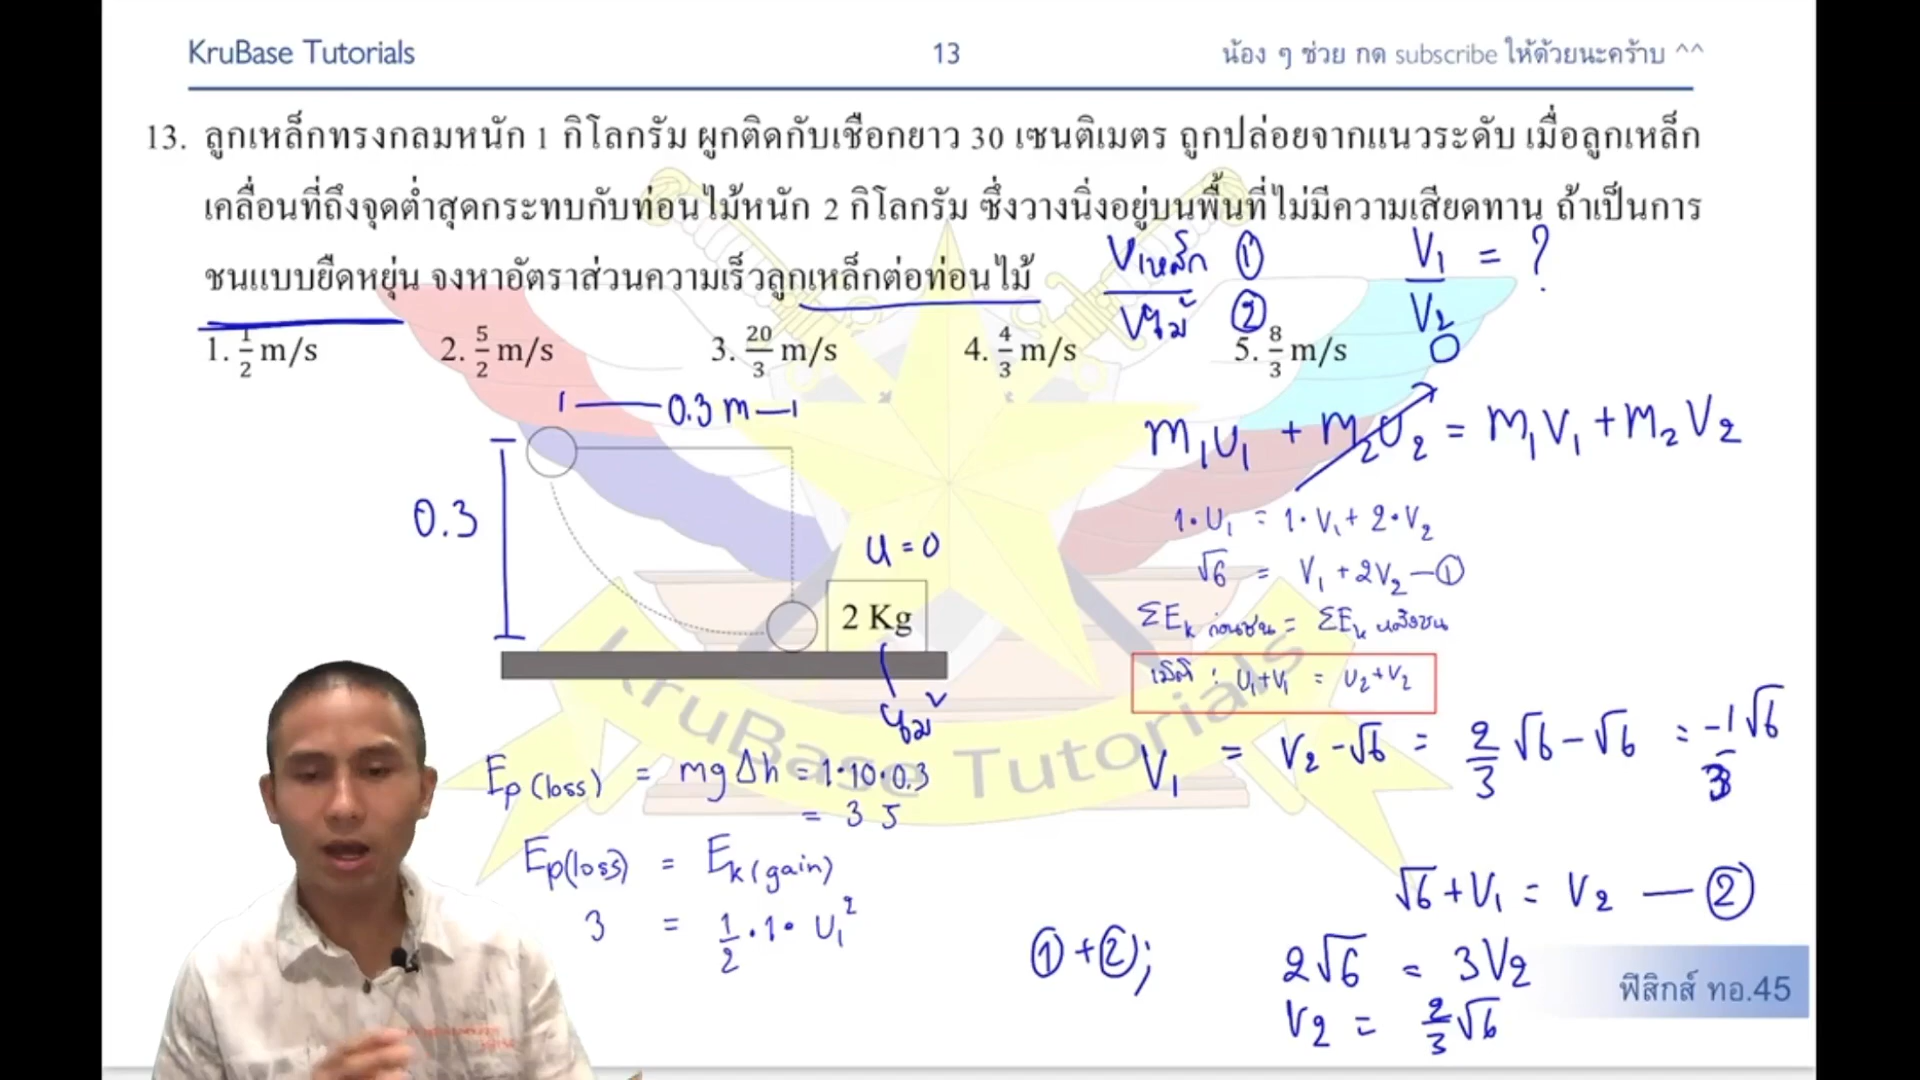 KruBase Tutorials 13 น้อง ๆ ช่วย กด subscribe ให้ด้วยนะคร้าบ ^^
13. ลูกเหล็กทรงกลมหนัก 1 กิโลกรัม ผูกติดกับเชือกยาว 30 เซนติเมตร ถูกปล่อยจากแนวระดับ เมื่อลูกเหล็ก
เคลื่อนที่ถึงจุดต่ำสุดกระทบกับท่อนไม้หนัก 2 กิโลกรัม ซึ่งวางนิ่งอยู่บนพื้นที่ไม่มีความเสียดทาน ถ้าเป็นการ
ชนแบบยืดหยุ่น จงหาอัตราส่วนความเร็วลูกเหล็กต่อท่อนไม้
Vเหล็ก ① / Vไม้ ②
V₁/V₂ = ?
1. 1/2 m/s 2. 5/2 m/s 3. 20/3 m/s 4. 4/3 m/s 5. 8/3 m/s
0
0.3 m
m₁u₁ + m₂u₂ = m₁v₁ + m₂v₂
0.3
1·u₁ = 1·v₁ + 2·v₂
u = 0
√6 = v₁ + 2v₂ — ①
2 Kg
ΣEₖ ก่อนชน = ΣEₖ หลังชน
u₁+v₁ = u₂+v₂
ไม้
V₁ = V₂ - √6 = 2/3 √6 - √6 = -1/3 √6
Eₚ(loss) = mgΔh = 1·10·0.3
= 3 J
Eₚ(loss) = Eₖ(gain)
√6 + V₁ = V₂ — ②
3 = 1/2 · 1 · u₁²
① + ②;
2√6 = 3V₂
V₂ = 2/3 √6
ฟิสิกส์ ทอ.45
KruBase Tutorials